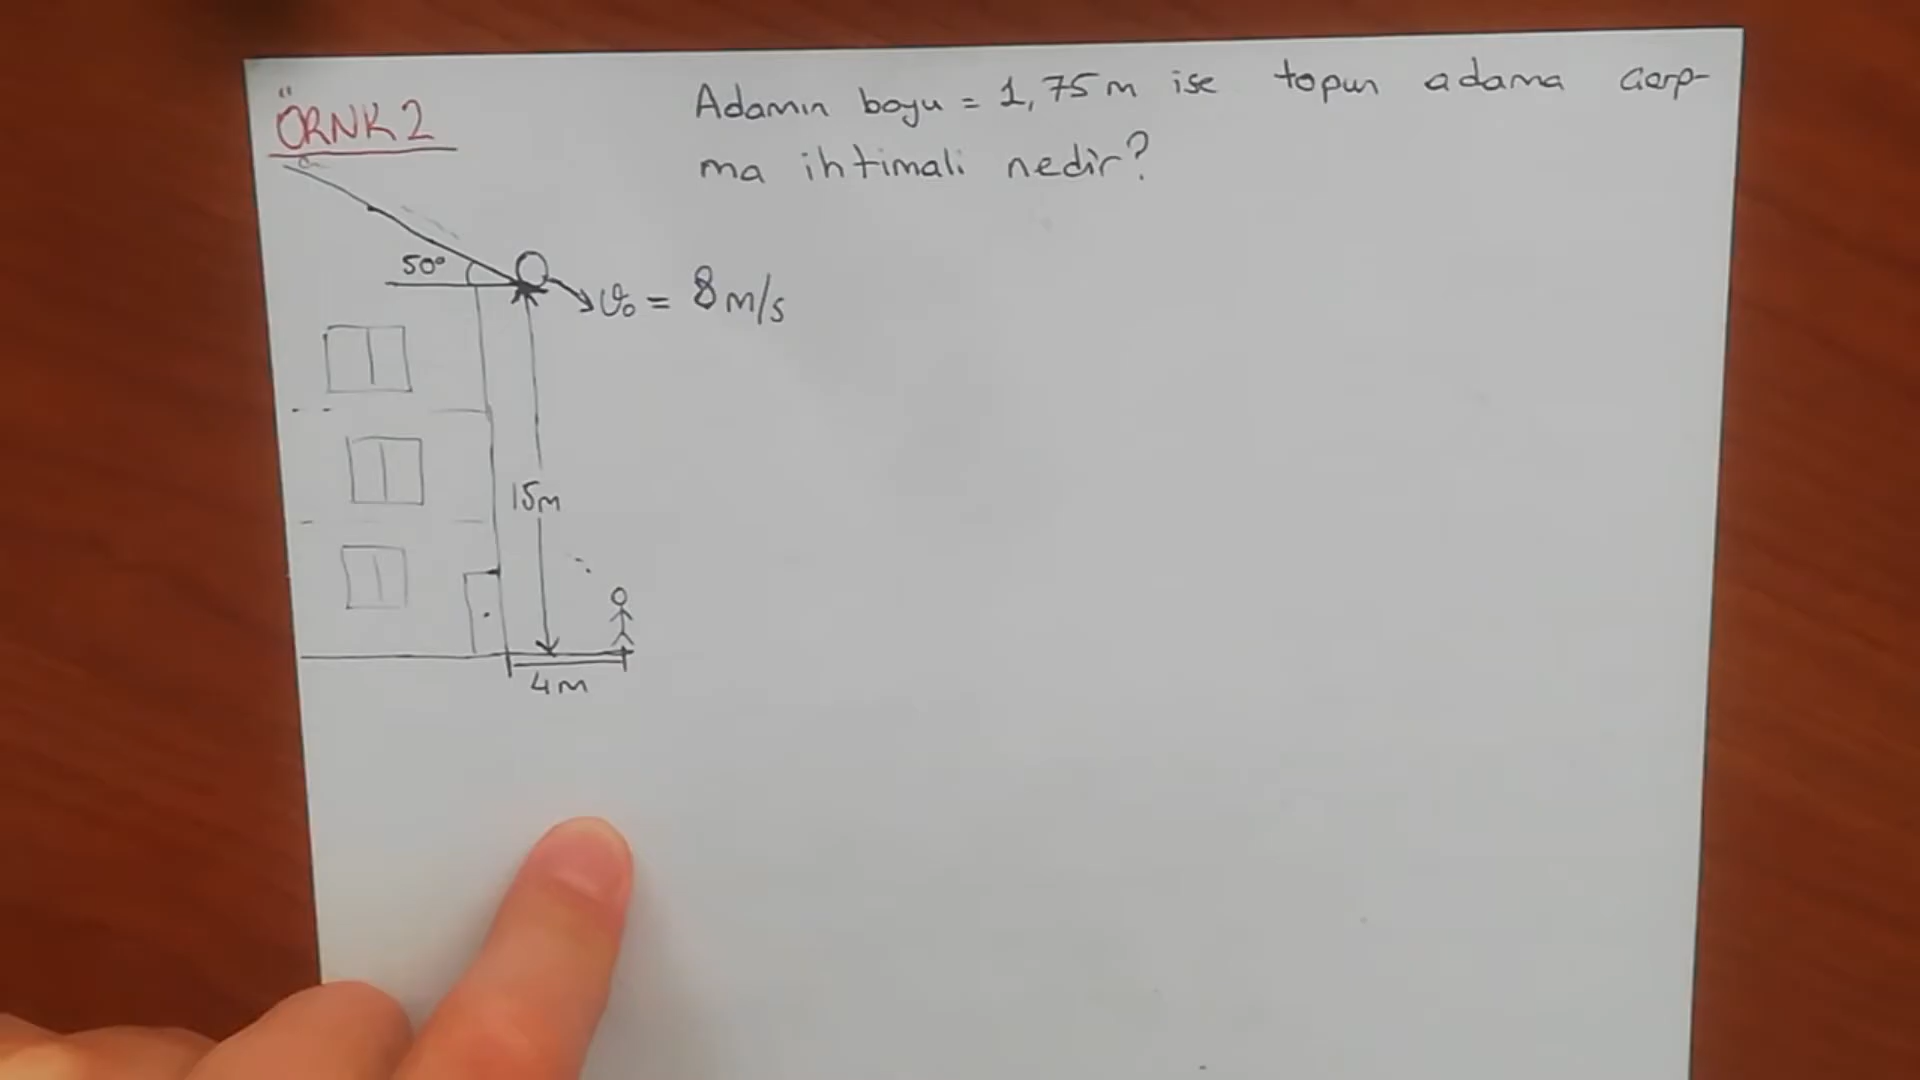 ÖRNK 2
Adamın boyu = 1,75 m ise topun adama çarp-
ma ihtimali nedir?
50°
v₀ = 8 m/s
15m
4m